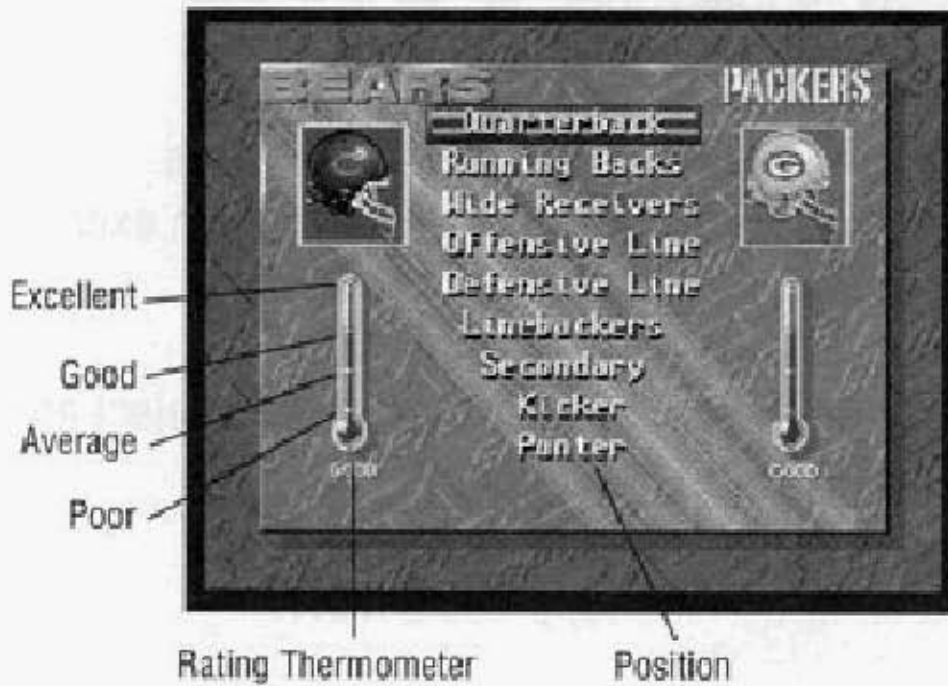 BEARS
PACKERS
Quarterback
Running Backs
Wide Receivers
Offensive Line
Defensive Line
Linebackers
Secondary
Kicker
Punter
GOOD
GOOD
Excellent
Good
Average
Poor
Rating Thermometer
Position